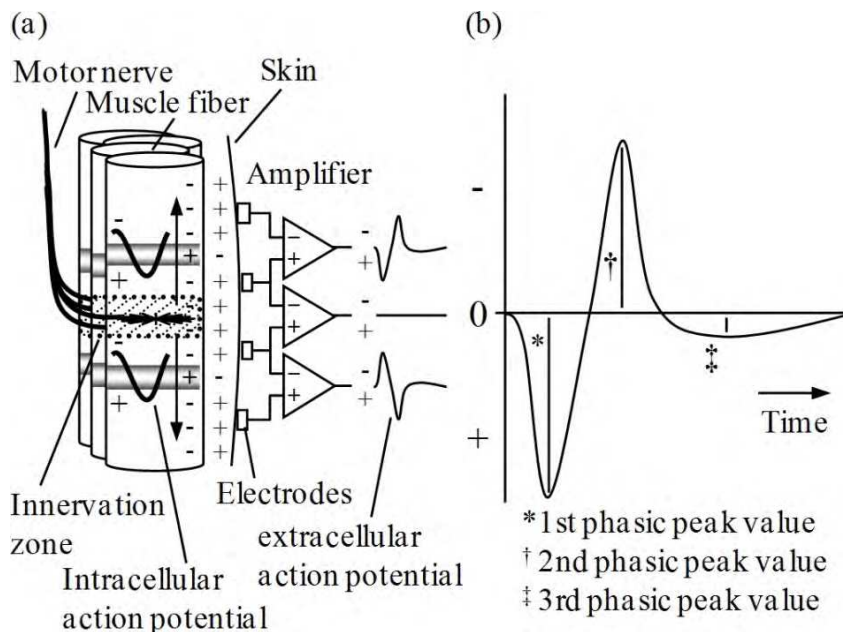 (a)
Motor nerve
Muscle fiber
Skin
Amplifier
Electrodes
Innervation
zone
Intracellular
action potential
extracellular
action potential
(b)
-
0
+
*
†
‡
Time
*1st phasic peak value
† 2nd phasic peak value
‡ 3rd phasic peak value